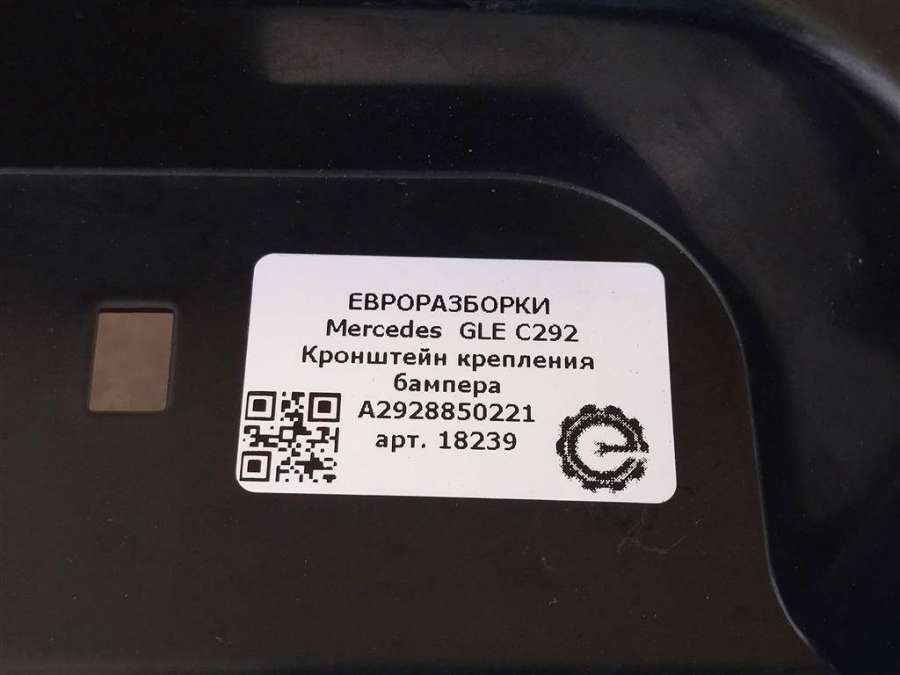 ЕВРОРАЗБОРКИ
Mercedes GLE C292
Кронштейн крепления
бампера
A2928850221
арт. 18239